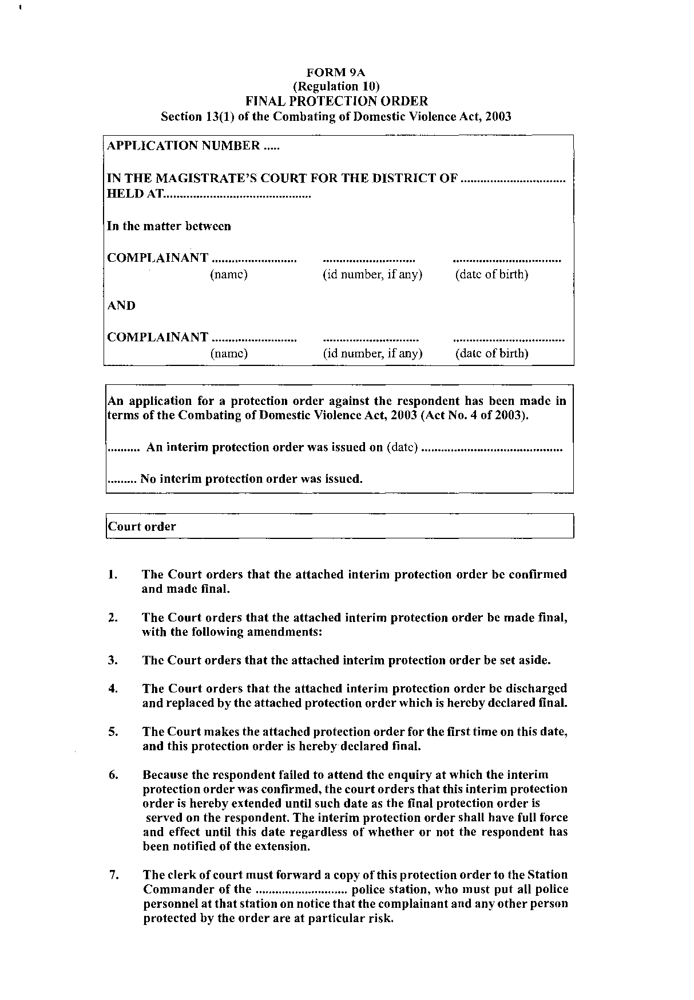 FORM 9A
(Regulation 10)
FINAL PROTECTION ORDER
Section 13(1) of the Combating of Domestic Violence Act, 2003
APPLICATION NUMBER .....
IN THE MAGISTRATE'S COURT FOR THE DISTRICT OF ................................
HELD AT.............................................
In the matter between
COMPLAINANT .......................... ............................ .................................
(name) (id number, if any) (date of birth)
AND
COMPLAINANT .......................... ............................. ..................................
(name) (id number, if any) (date of birth)
An application for a protection order against the respondent has been made in
terms of the Combating of Domestic Violence Act, 2003 (Act No. 4 of 2003).
.......... An interim protection order was issued on (date) ...........................................
......... No interim protection order was issued.
Court order
1. The Court orders that the attached interim protection order be confirmed
and made final.
2. The Court orders that the attached interim protection order be made final,
with the following amendments:
3. The Court orders that the attached interim protection order be set aside.
4. The Court orders that the attached interim protection order be discharged
and replaced by the attached protection order which is hereby declared final.
5. The Court makes the attached protection order for the first time on this date,
and this protection order is hereby declared final.
6. Because the respondent failed to attend the enquiry at which the interim
protection order was confirmed, the court orders that this interim protection
order is hereby extended until such date as the final protection order is
served on the respondent. The interim protection order shall have full force
and effect until this date regardless of whether or not the respondent has
been notified of the extension.
7. The clerk of court must forward a copy of this protection order to the Station
Commander of the ............................ police station, who must put all police
personnel at that station on notice that the complainant and any other person
protected by the order are at particular risk.